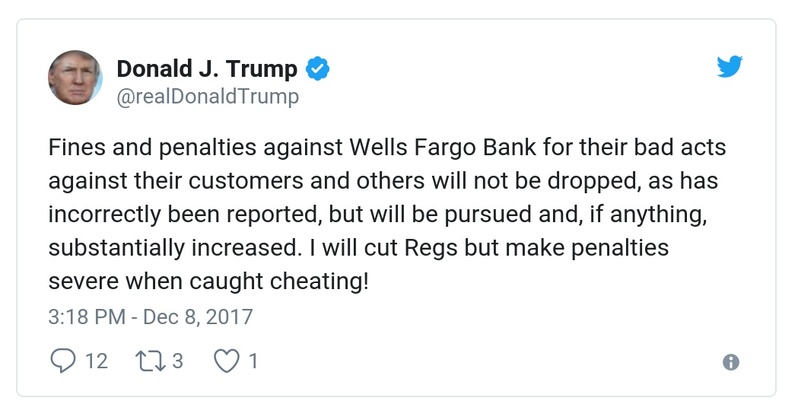 Donald J. Trump
@realDonaldTrump
Fines and penalties against Wells Fargo Bank for their bad acts
against their customers and others will not be dropped, as has
incorrectly been reported, but will be pursued and, if anything,
substantially increased. I will cut Regs but make penalties
severe when caught cheating!
3:18 PM - Dec 8, 2017
12 3 1